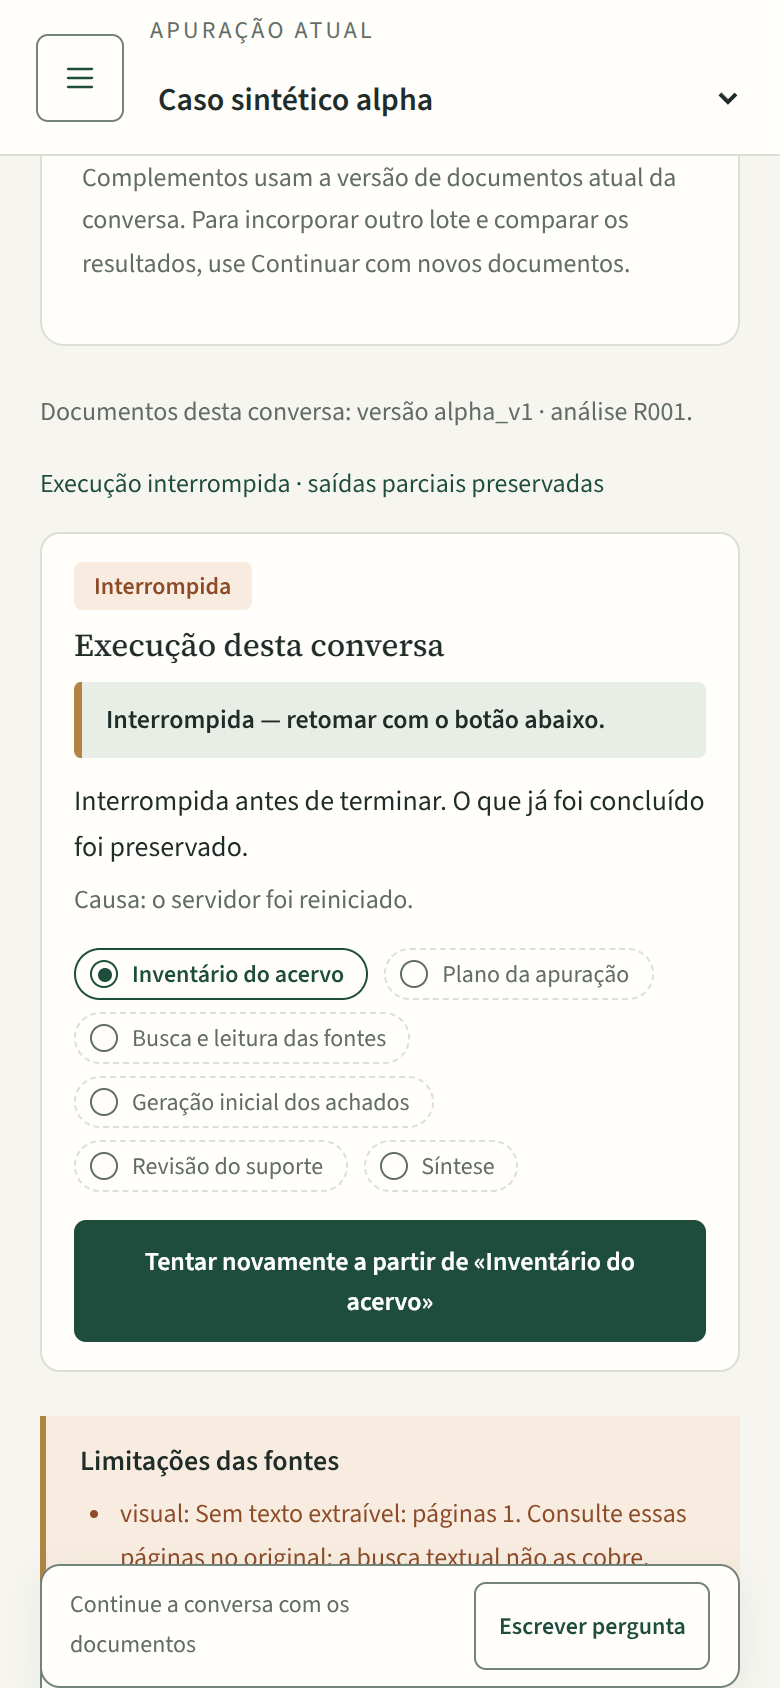 APURAÇÃO ATUAL
Caso sintético alpha
Complementos usam a versão de documentos atual da
conversa. Para incorporar outro lote e comparar os
resultados, use Continuar com novos documentos.
Documentos desta conversa: versão alpha_v1 · análise R001.
Execução interrompida · saídas parciais preservadas
Interrompida
Execução desta conversa
Interrompida — retomar com o botão abaixo.
Interrompida antes de terminar. O que já foi concluído
foi preservado.
Causa: o servidor foi reiniciado.
Inventário do acervo
Plano da apuração
Busca e leitura das fontes
Geração inicial dos achados
Revisão do suporte
Síntese
Tentar novamente a partir de «Inventário do
acervo»
Limitações das fontes
visual: Sem texto extraível: páginas 1. Consulte essas
páginas no original; a busca textual não as cobre.
Continue a conversa com os
documentos
Escrever pergunta